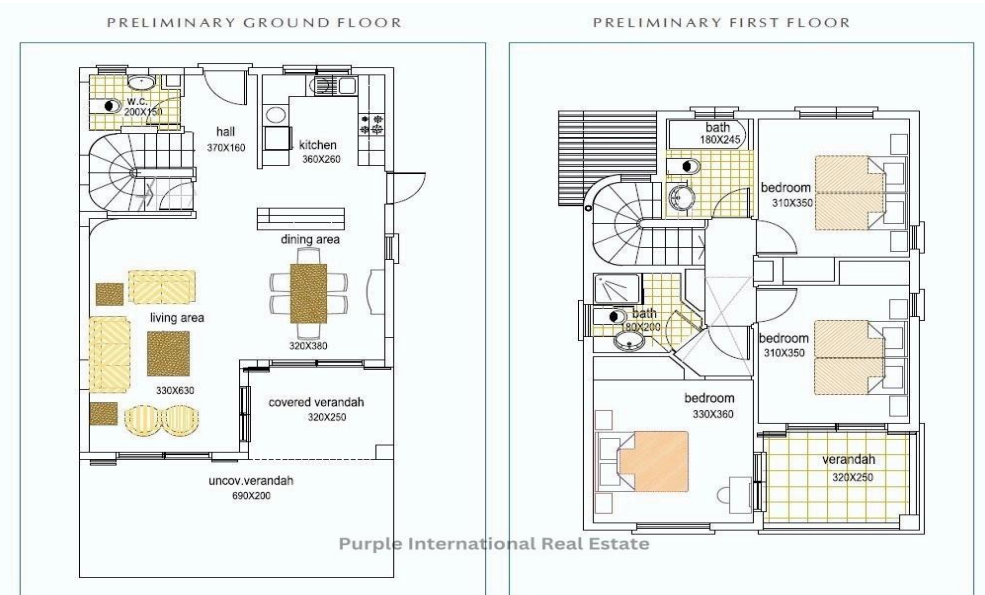 PRELIMINARY GROUND FLOOR
w.c.
200X150
hall
370X160
kitchen
360X260
dining area
320X380
living area
330X630
covered verandah
320X250
uncov.verandah
690X200
PRELIMINARY FIRST FLOOR
bath
180X245
bedroom
310X350
bath
180X200
bedroom
310X350
bedroom
330X360
verandah
320X250
Purple International Real Estate